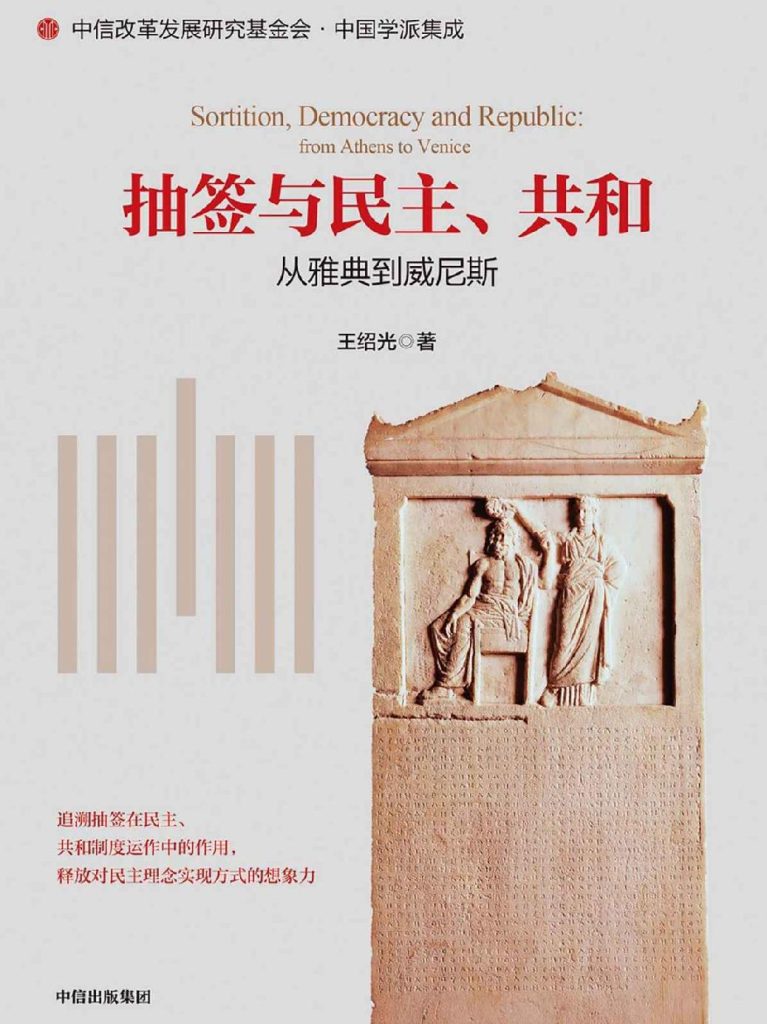 中信改革发展研究基金会·中国学派集成
Sortition, Democracy and Republic:
from Athens to Venice
抽签与民主、共和
从雅典到威尼斯
王绍光◎著
追溯抽签在民主、
共和制度运作中的作用，
释放对民主理念实现方式的想象力
中信出版集团